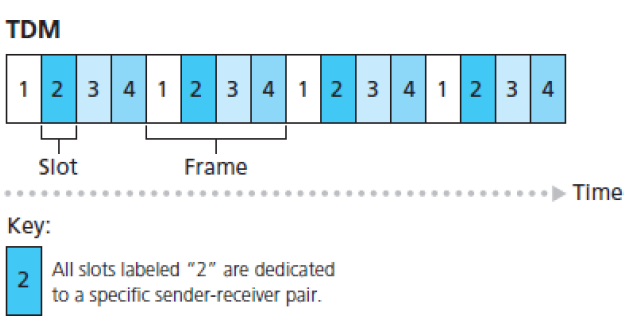 TDM
1 2 3 4 1 2 3 4 1 2 3 4 1 2 3 4
Slot Frame
Time
Key:
2 All slots labeled “2” are dedicated
to a specific sender-receiver pair.